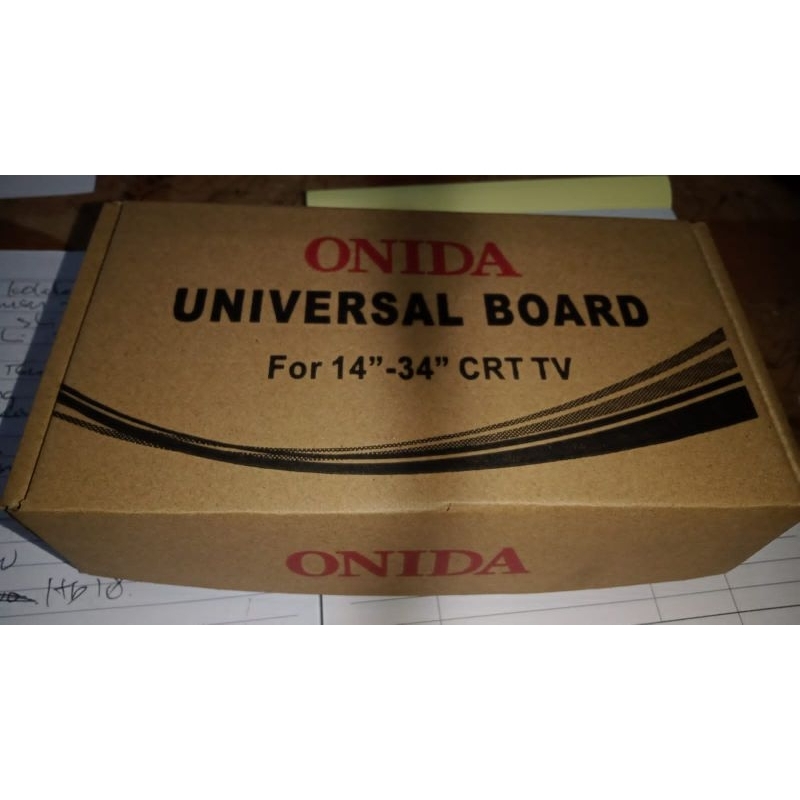 ONIDA
UNIVERSAL BOARD
For 14”-34” CRT TV
ONIDA